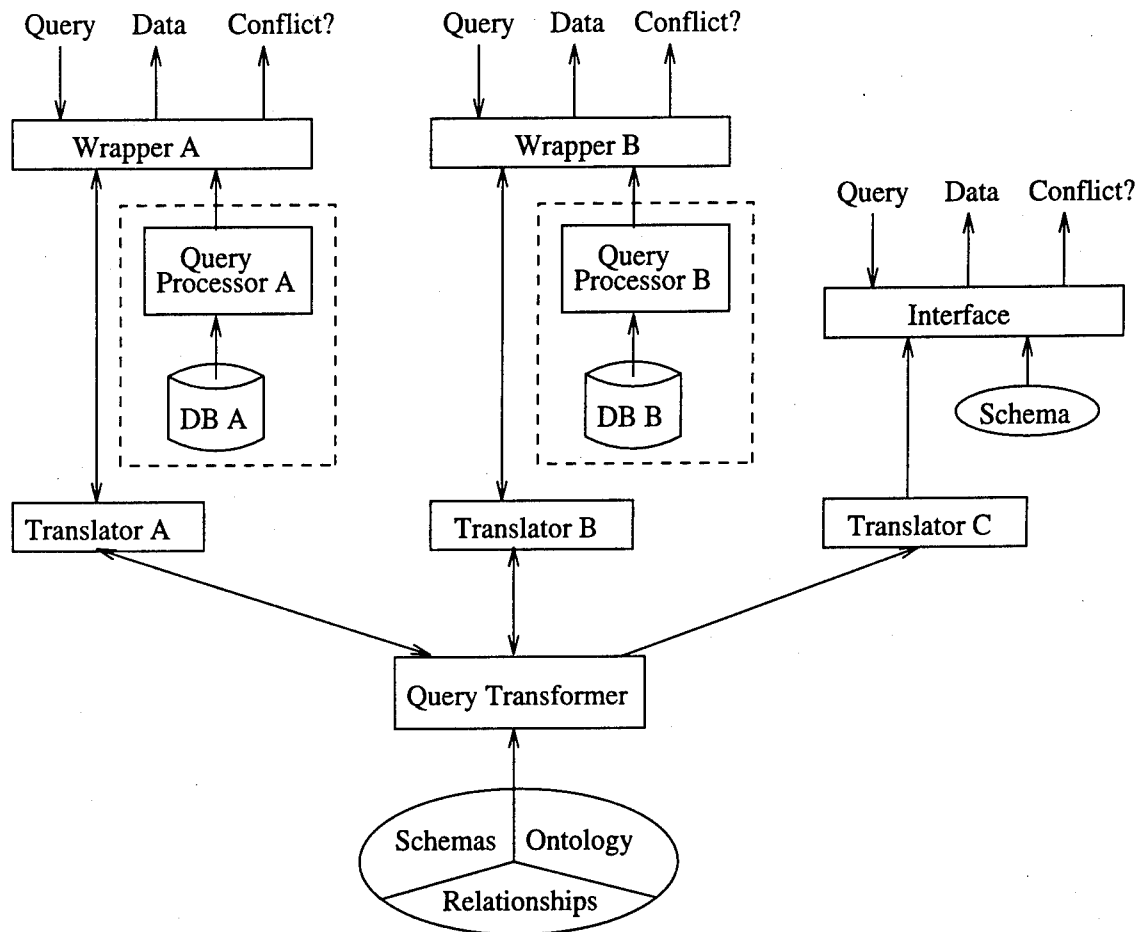 Query Data Conflict?
Query Data Conflict?
Wrapper A
Wrapper B
Query Data Conflict?
Query
Processor A
Query
Processor B
Interface
DB A
DB B
Schema
Translator A
Translator B
Translator C
Query Transformer
Schemas Ontology
Relationships